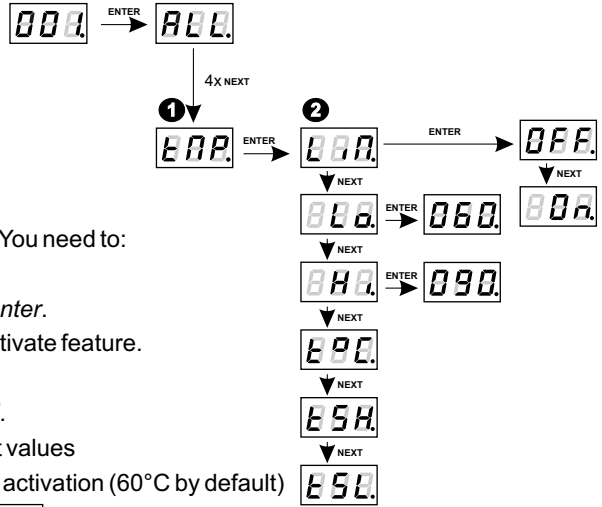 001. ENTER ALL.
4x NEXT
1 2
tMP. ENTER LiM. ENTER OFF.
NEXT NEXT
Lo. ENTER 060. On.
NEXT
Hi. ENTER 090.
NEXT
t°C.
NEXT
tSH.
NEXT
tSL.
You need to:
nter.
tivate feature.
.
t values
activation (60°C by default)